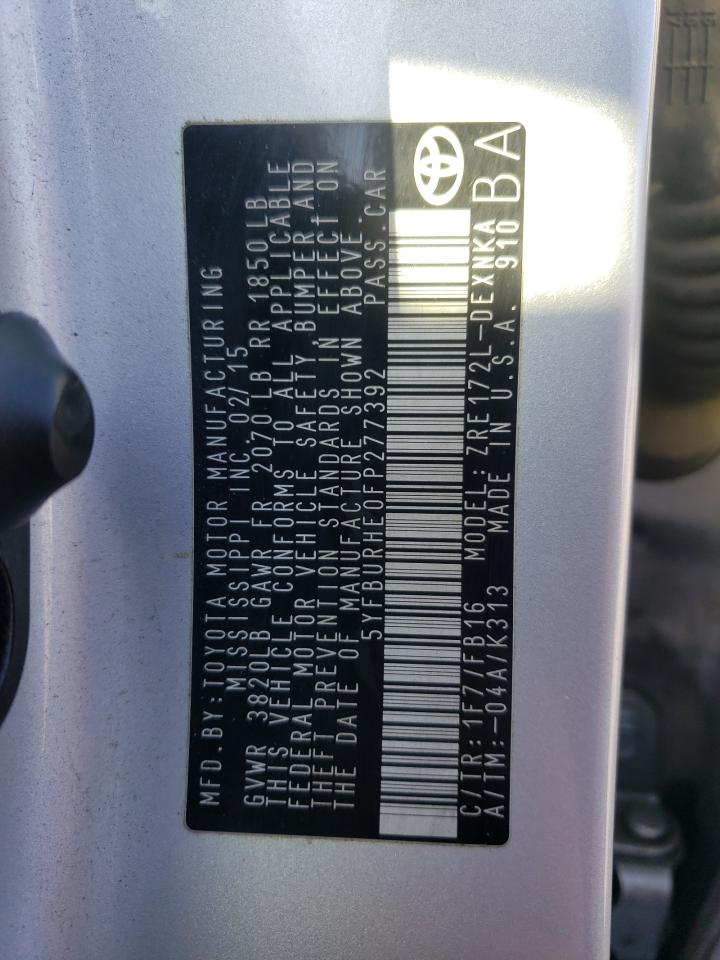 MFD.BY:TOYOTA MOTOR MANUFACTURING
MISSISSIPPI INC. 02/15
GVWR 3820LB GAWR FR 2070LB RR 1850LB
THIS VEHICLE CONFORMS TO ALL APPLICABLE
FEDERAL MOTOR VEHICLE SAFETY, BUMPER AND
THEFT PREVENTION STANDARDS IN EFFECT ON
THE DATE OF MANUFACTURE SHOWN ABOVE.
5YFBURHE0FP277392 PASS.CAR
C/TR:1F7/FB16 MODEL:ZRE172L-DEXNKA
A/TM:-04A/K313 MADE IN U.S.A. 910 BA